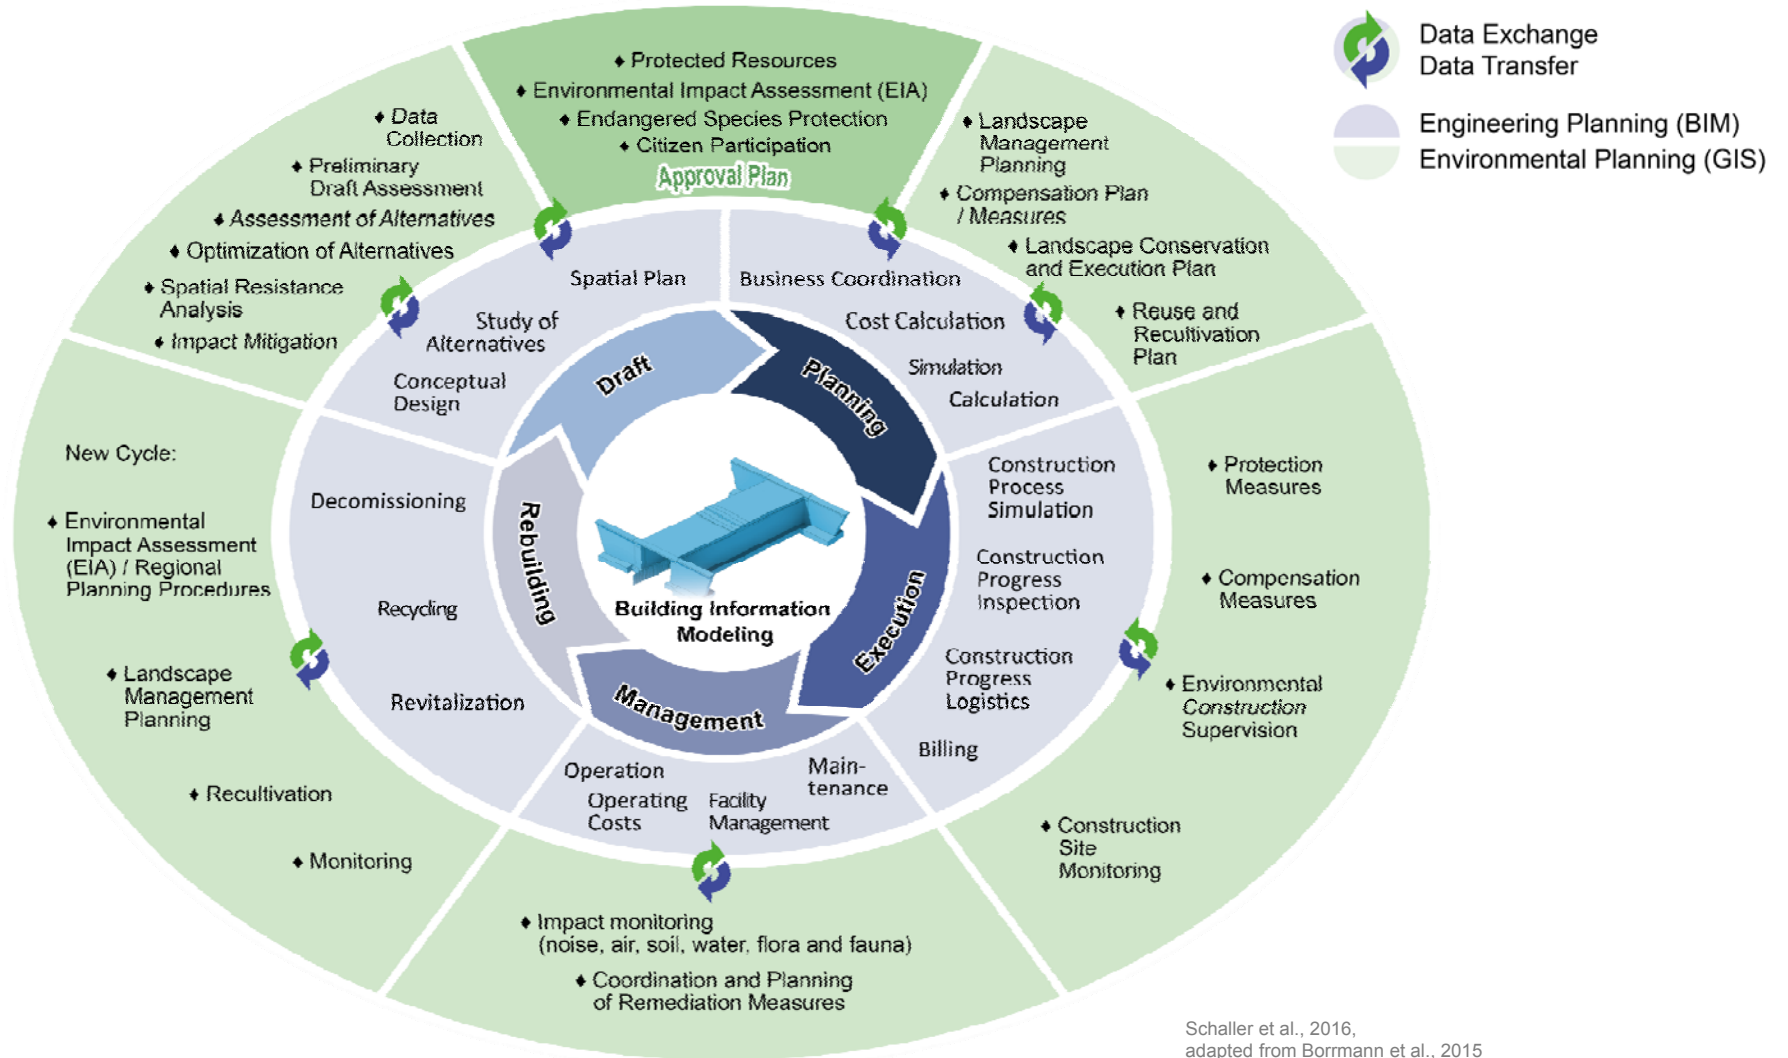 Data Exchange
Data Transfer
Engineering Planning (BIM)
Environmental Planning (GIS)
♦ Protected Resources
♦ Environmental Impact Assessment (EIA)
♦ Endangered Species Protection
♦ Citizen Participation
Approval Plan
♦ Data
Collection
♦ Preliminary
Draft Assessment
♦ Assessment of Alternatives
♦ Optimization of Alternatives
♦ Spatial Resistance
Analysis
♦ Impact Mitigation
♦ Landscape
Management
Planning
♦ Compensation Plan
/ Measures
♦ Landscape Conservation
and Execution Plan
♦ Reuse and
Recultivation
Plan
Spatial Plan
Study of
Alternatives
Conceptual
Design
Business Coordination
Cost Calculation
Simulation
Calculation
Draft
Planning
Execution
Management
Rebuilding
Building Information
Modeling
Construction
Process
Simulation
Construction
Progress
Inspection
Construction
Progress
Logistics
Billing
♦ Protection
Measures
♦ Compensation
Measures
♦ Environmental
Construction
Supervision
♦ Construction
Site
Monitoring
Operation
Operating
Costs
Facility
Management
Main-
tenance
♦ Impact monitoring
(noise, air, soil, water, flora and fauna)
♦ Coordination and Planning
of Remediation Measures
Decomissioning
Recycling
Revitalization
New Cycle:
♦ Environmental
Impact Assessment
(EIA) / Regional
Planning Procedures
♦ Landscape
Management
Planning
♦ Recultivation
♦ Monitoring
Schaller et al., 2016,
adapted from Borrmann et al., 2015